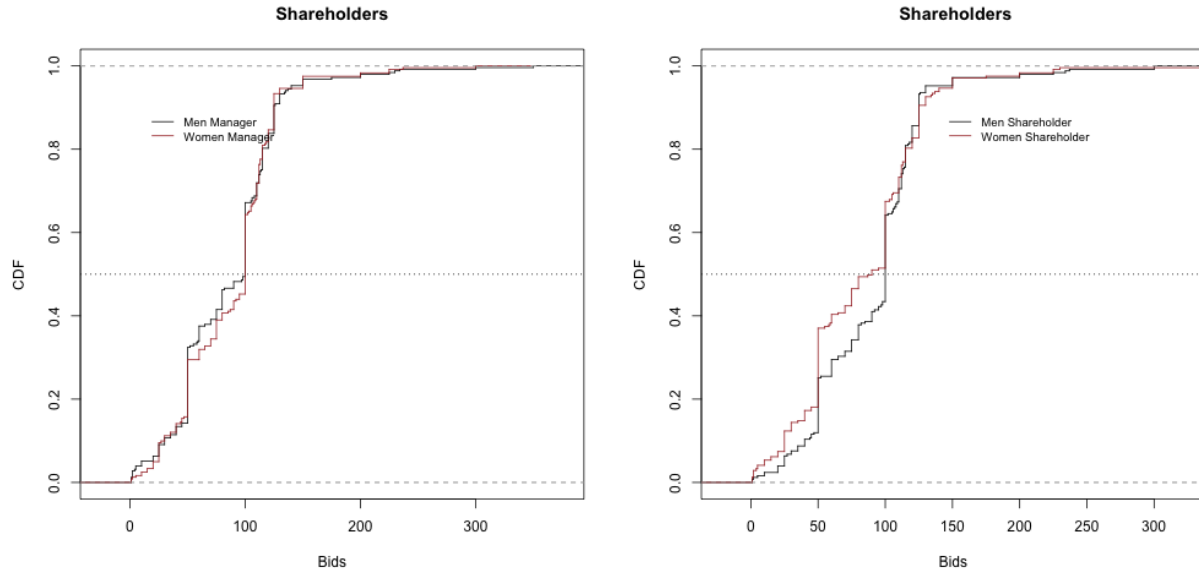 Shareholders
CDF
1.0
0.8
0.6
0.4
0.2
0.0
Men Manager
Women Manager
0 100 200 300
Bids
Shareholders
CDF
1.0
0.8
0.6
0.4
0.2
0.0
Men Shareholder
Women Shareholder
0 50 100 150 200 250 300
Bids